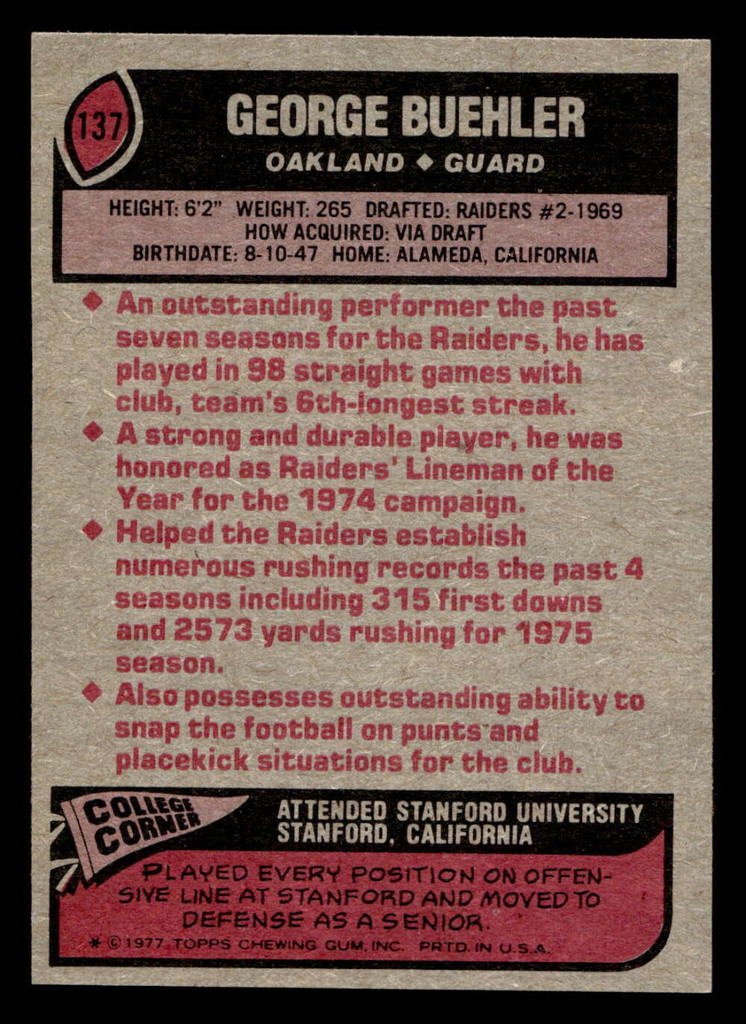 137
GEORGE BUEHLER
OAKLAND ♦ GUARD
HEIGHT: 6'2" WEIGHT: 265 DRAFTED: RAIDERS #2-1969
HOW ACQUIRED: VIA DRAFT
BIRTHDATE: 8-10-47 HOME: ALAMEDA, CALIFORNIA
♦ An outstanding performer the past
seven seasons for the Raiders, he has
played in 98 straight games with
club, team's 6th-longest streak.
♦ A strong and durable player, he was
honored as Raiders' Lineman of the
Year for the 1974 campaign.
♦ Helped the Raiders establish
numerous rushing records the past 4
seasons including 315 first downs
and 2573 yards rushing for 1975
season.
♦ Also possesses outstanding ability to
snap the football on punts and
placekick situations for the club.
COLLEGE
CORNER
ATTENDED STANFORD UNIVERSITY
STANFORD, CALIFORNIA
PLAYED EVERY POSITION ON OFFEN-
SIVE LINE AT STANFORD AND MOVED TO
DEFENSE AS A SENIOR.
* © 1977 TOPPS CHEWING GUM, INC. PRTD. IN U.S.A.